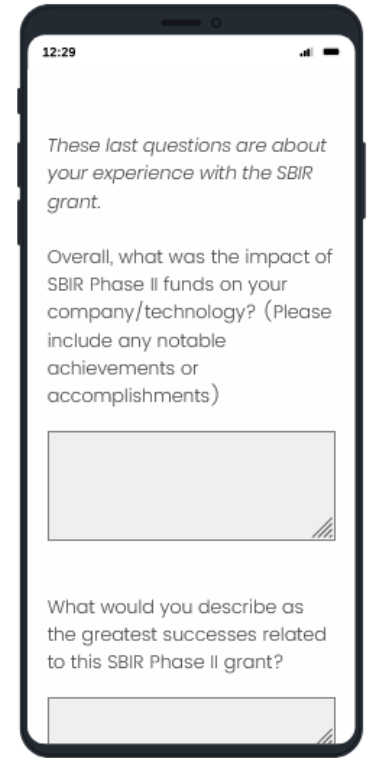 12:29
These last questions are about
your experience with the SBIR
grant.
Overall, what was the impact of
SBIR Phase II funds on your
company/technology? (Please
include any notable
achievements or
accomplishments)
What would you describe as
the greatest successes related
to this SBIR Phase II grant?